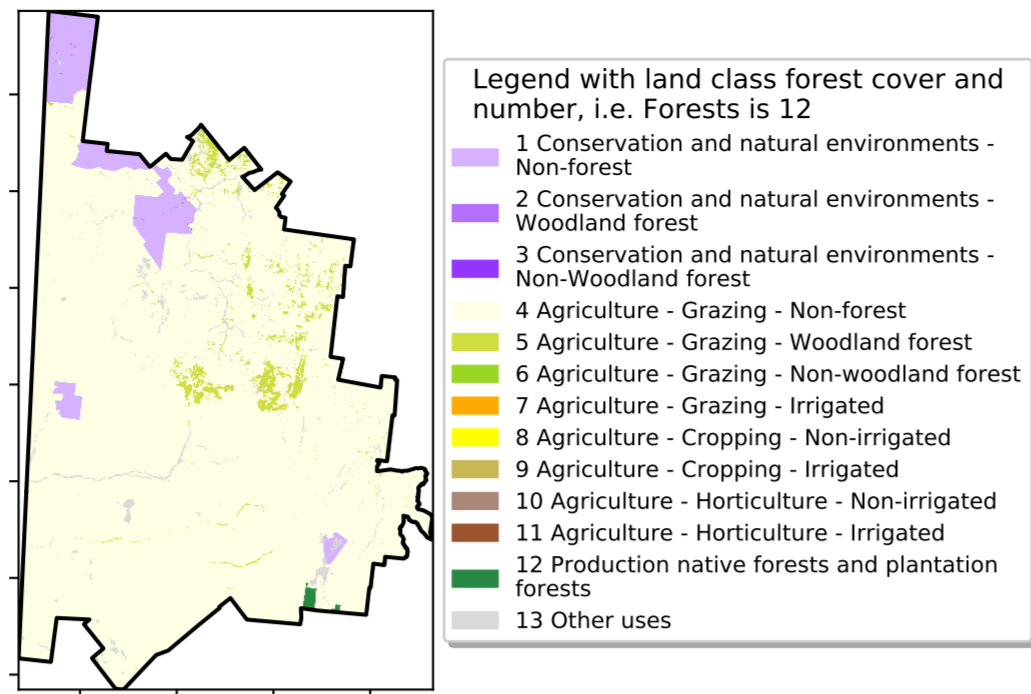 Legend with land class forest cover and
number, i.e. Forests is 12
1 Conservation and natural environments -
Non-forest
2 Conservation and natural environments -
Woodland forest
3 Conservation and natural environments -
Non-Woodland forest
4 Agriculture - Grazing - Non-forest
5 Agriculture - Grazing - Woodland forest
6 Agriculture - Grazing - Non-woodland forest
7 Agriculture - Grazing - Irrigated
8 Agriculture - Cropping - Non-irrigated
9 Agriculture - Cropping - Irrigated
10 Agriculture - Horticulture - Non-irrigated
11 Agriculture - Horticulture - Irrigated
12 Production native forests and plantation
forests
13 Other uses